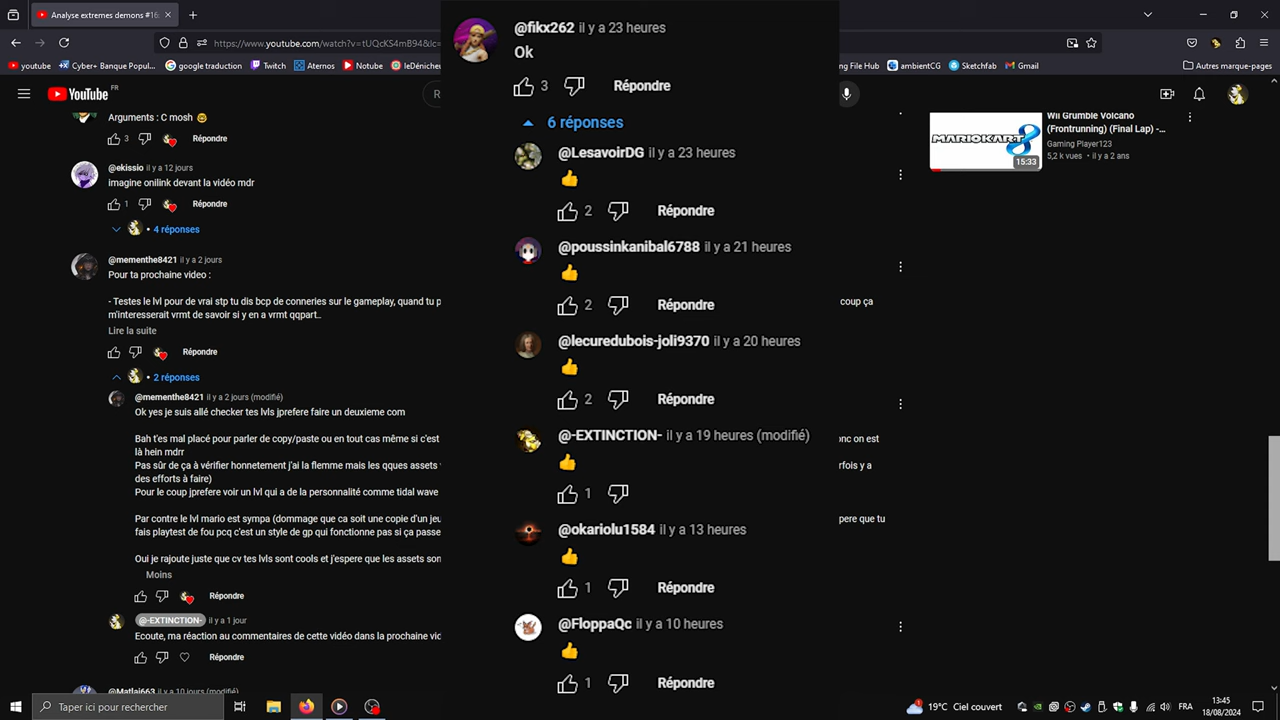 Analyse extremes demons #16
https://www.youtube.com/watch?v=tUQcKS4mB94&lc=
youtube
Cyber+ Banque Popul...
google traduction
Twitch
Aternos
Notube
leDénicheur
ing File Hub
ambientCG
Sketchfab
Gmail
Autres marque-pages
YouTube FR
R
Arguments : C mosh 🤓
3 Répondre
@ekissio il y a 12 jours
imagine onilink devant la vidéo mdr
1 Répondre
4 réponses
@mementhe8421 il y a 2 jours
Pour ta prochaine video :
- Testes le lvl pour de vrai stp tu dis bcp de conneries sur le gameplay, quand tu p
m'interesserait vrmt de savoir si y en a vrmt qqpart..
Lire la suite
Répondre
2 réponses
@mementhe8421 il y a 2 jours (modifié)
Ok yes je suis allé checker tes lvls jprefere faire un deuxieme com
Bah t'es mal placé pour parler de copy/paste ou en tout cas même si c'est
là hein mdrr
Pas sûr de ça à vérifier honnetement j'ai la flemme mais les qques assets
des efforts à faire)
Pour le coup jprefere voir un lvl qui a de la personnalité comme tidal wave
Par contre le lvl mario est sympa (dommage que ca soit une copie d'un jeu
fais playtest de fou pcq c'est un style de gp qui fonctionne pas si ça passe
Oui je rajoute juste que cv tes lvls sont cools et j'espere que les assets son
Moins
Répondre
@-EXTINCTION- il y a 1 jour
Ecoute, ma réaction au commentaires de cette vidéo dans la prochaine vid
Répondre
@Matlaj663 il y a 10 jours (modifié)
@fikx262 il y a 23 heures
Ok
3 Répondre
6 réponses
@LesavoirDG il y a 23 heures
👍
2 Répondre
@poussinkanibal6788 il y a 21 heures
👍
2 Répondre
@lecuredubois-joli9370 il y a 20 heures
👍
2 Répondre
@-EXTINCTION- il y a 19 heures (modifié)
👍
1
@okariolu1584 il y a 13 heures
👍
1 Répondre
@FloppaQc il y a 10 heures
👍
1 Répondre
coup ça
onc on est
rfois y a
pere que tu
MARIOKART 8
15:33
Wii Grumble Volcano
(Frontrunning) (Final Lap) -...
Gaming Player123
5,2 k vues • il y a 2 ans
Taper ici pour rechercher
19°C Ciel couvert
FRA
13:45
18/08/2024